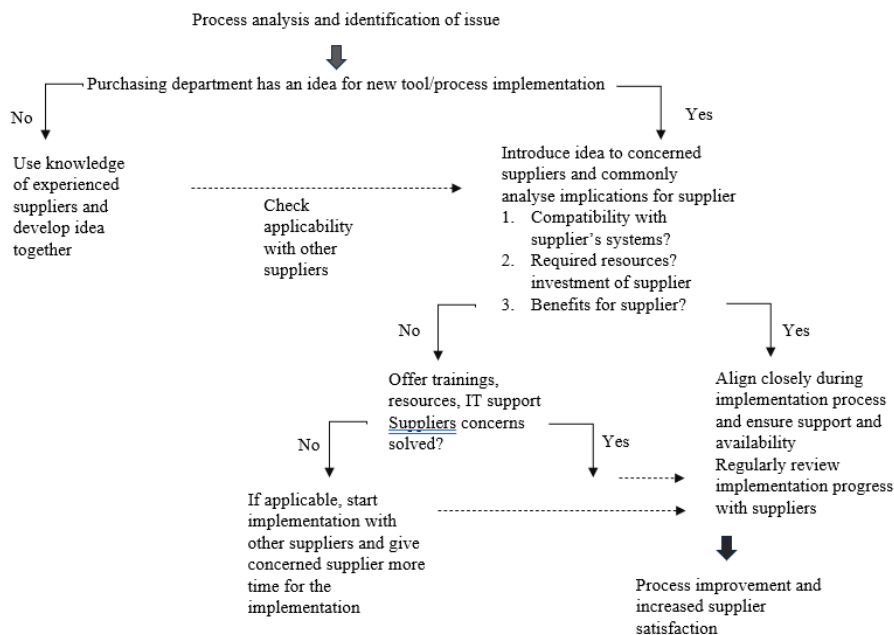 Process analysis and identification of issue
Purchasing department has an idea for new tool/process implementation
No
Yes
Use knowledge
of experienced
suppliers and
develop idea
together
Check
applicability
with other
suppliers
Introduce idea to concerned
suppliers and commonly
analyse implications for supplier
1. Compatibility with
supplier's systems?
2. Required resources?
investment of supplier
3. Benefits for supplier?
No
Yes
Offer trainings,
resources, IT support
Suppliers concerns
solved?
Align closely during
implementation process
and ensure support and
availability
Regularly review
implementation progress
with suppliers
No
Yes
If applicable, start
implementation with
other suppliers and give
concerned supplier more
time for the
implementation
Process improvement and
increased supplier
satisfaction